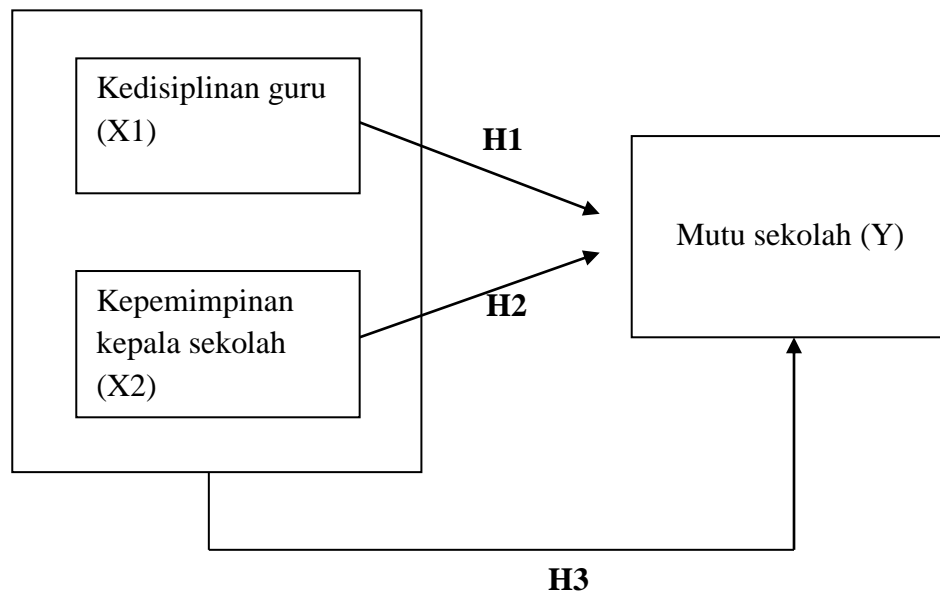 Kedisiplinan guru
(X1)
H1
Mutu sekolah (Y)
Kepemimpinan
kepala sekolah
(X2)
H2
H3